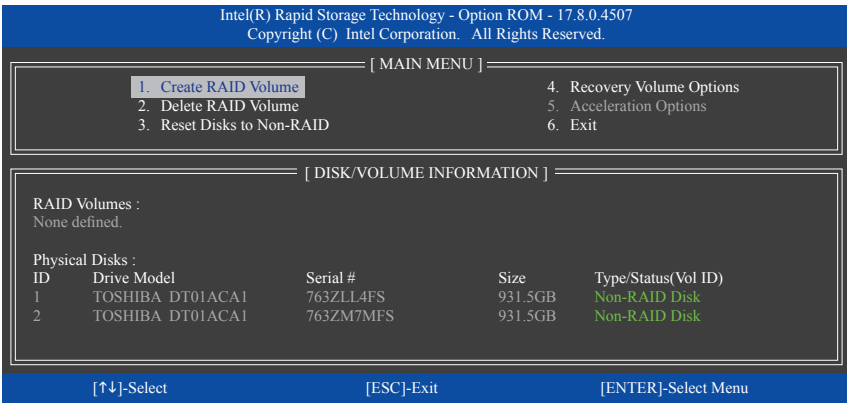 Intel(R) Rapid Storage Technology - Option ROM - 17.8.0.4507
Copyright (C) Intel Corporation. All Rights Reserved.
[ MAIN MENU ]
1. Create RAID Volume
2. Delete RAID Volume
3. Reset Disks to Non-RAID
4. Recovery Volume Options
5. Acceleration Options
6. Exit
[ DISK/VOLUME INFORMATION ]
RAID Volumes :
None defined.
Physical Disks :
ID Drive Model Serial # Size Type/Status(Vol ID)
1 TOSHIBA DT01ACA1 763ZLL4FS 931.5GB Non-RAID Disk
2 TOSHIBA DT01ACA1 763ZM7MFS 931.5GB Non-RAID Disk
[↑↓]-Select [ESC]-Exit [ENTER]-Select Menu